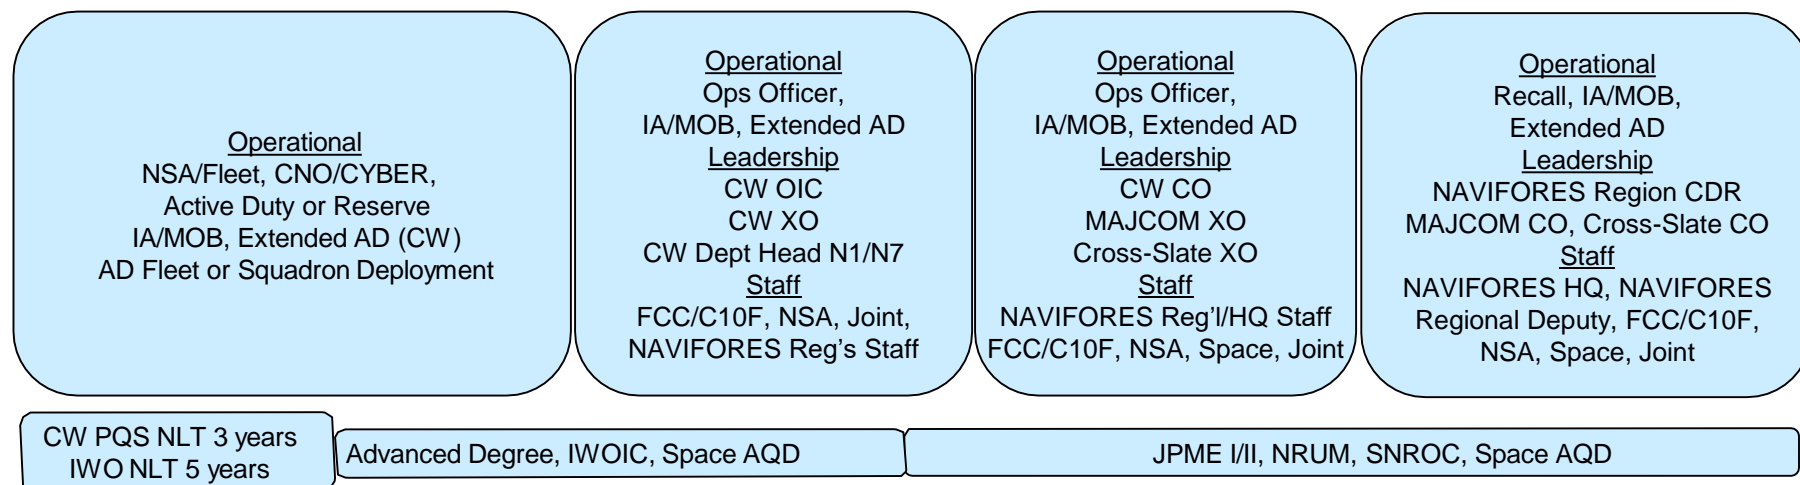 Operational
NSA/Fleet, CNO/CYBER,
Active Duty or Reserve
IA/MOB, Extended AD (CW)
AD Fleet or Squadron Deployment
Operational
Ops Officer,
IA/MOB, Extended AD
Leadership
CW OIC
CW XO
CW Dept Head N1/N7
Staff
FCC/C10F, NSA, Joint,
NAVIFORES Reg's Staff
Operational
Ops Officer,
IA/MOB, Extended AD
Leadership
CW CO
MAJCOM XO
Cross-Slate XO
Staff
NAVIFORES Reg'l/HQ Staff
FCC/C10F, NSA, Space, Joint
Operational
Recall, IA/MOB,
Extended AD
Leadership
NAVIFORES Region CDR
MAJCOM CO, Cross-Slate CO
Staff
NAVIFORES HQ, NAVIFORES
Regional Deputy, FCC/C10F,
NSA, Space, Joint
CW PQS NLT 3 years
IWO NLT 5 years
Advanced Degree, IWOIC, Space AQD
JPME I/II, NRUM, SNROC, Space AQD